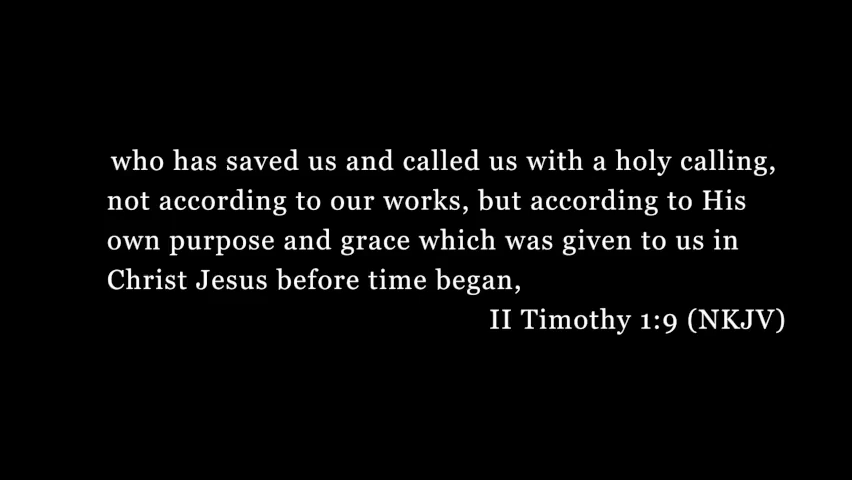 who has saved us and called us with a holy calling,
not according to our works, but according to His
own purpose and grace which was given to us in
Christ Jesus before time began,
II Timothy 1:9 (NKJV)